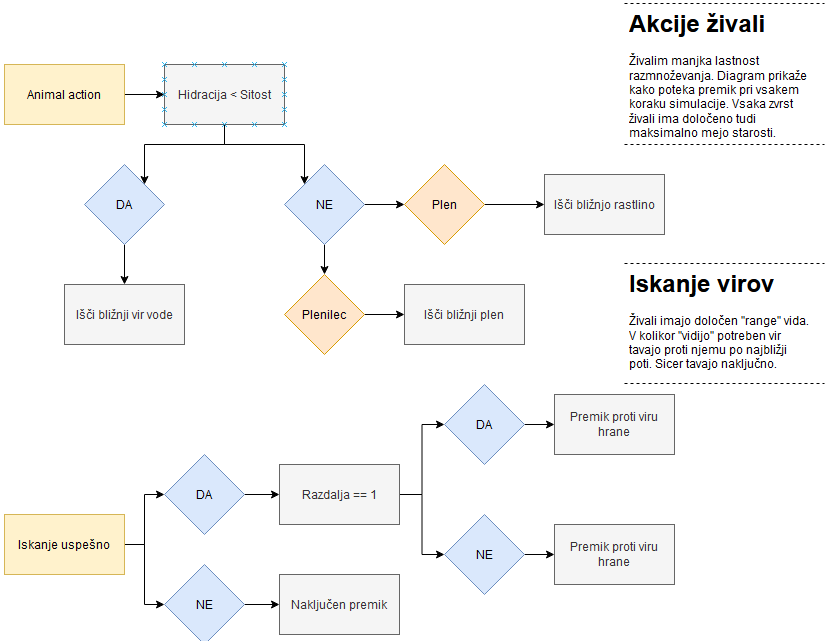 Akcije živali
Živalim manjka lastnost
razmnoževanja. Diagram prikaže
kako poteka premik pri vsakem
koraku simulacije. Vsaka zvrst
živali ima določeno tudi
maksimalno mejo starosti.
Animal action
Hidracija < Sitost
DA
NE
Plen
Išči bližnjo rastlino
Išči bližnji vir vode
Plenilec
Išči bližnji plen
Iskanje virov
Živali imajo določen "range" vida.
V kolikor "vidijo" potreben vir
tavajo proti njemu po najbližji
poti. Sicer tavajo naključno.
Iskanje uspešno
DA
Razdalja == 1
DA
Premik proti viru
hrane
NE
Premik proti viru
hrane
NE
Naključen premik